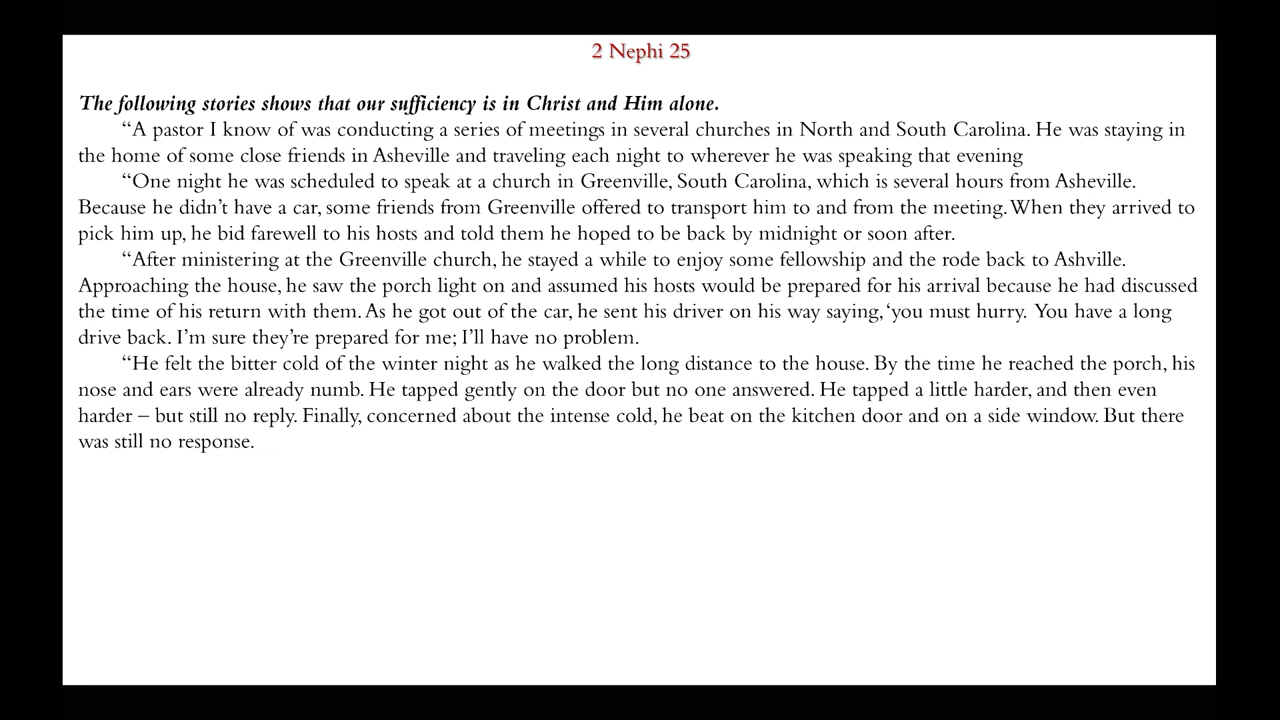 2 Nephi 25
The following stories shows that our sufficiency is in Christ and Him alone.
“A pastor I know of was conducting a series of meetings in several churches in North and South Carolina. He was staying in
the home of some close friends in Asheville and traveling each night to wherever he was speaking that evening
“One night he was scheduled to speak at a church in Greenville, South Carolina, which is several hours from Asheville.
Because he didn’t have a car, some friends from Greenville offered to transport him to and from the meeting. When they arrived to
pick him up, he bid farewell to his hosts and told them he hoped to be back by midnight or soon after.
“After ministering at the Greenville church, he stayed a while to enjoy some fellowship and the rode back to Ashville.
Approaching the house, he saw the porch light on and assumed his hosts would be prepared for his arrival because he had discussed
the time of his return with them. As he got out of the car, he sent his driver on his way saying, ‘you must hurry. You have a long
drive back. I’m sure they’re prepared for me; I’ll have no problem.
“He felt the bitter cold of the winter night as he walked the long distance to the house. By the time he reached the porch, his
nose and ears were already numb. He tapped gently on the door but no one answered. He tapped a little harder, and then even
harder – but still no reply. Finally, concerned about the intense cold, he beat on the kitchen door and on a side window. But there
was still no response.